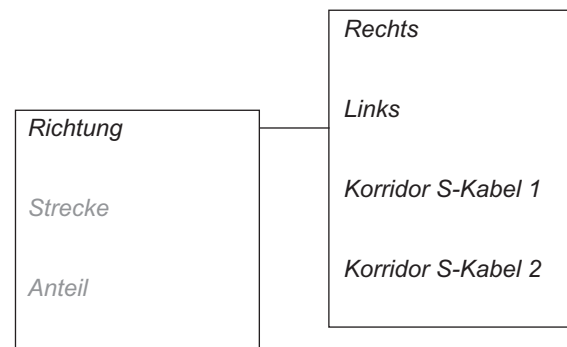 Richtung
Strecke
Anteil
Rechts
Links
Korridor S-Kabel 1
Korridor S-Kabel 2